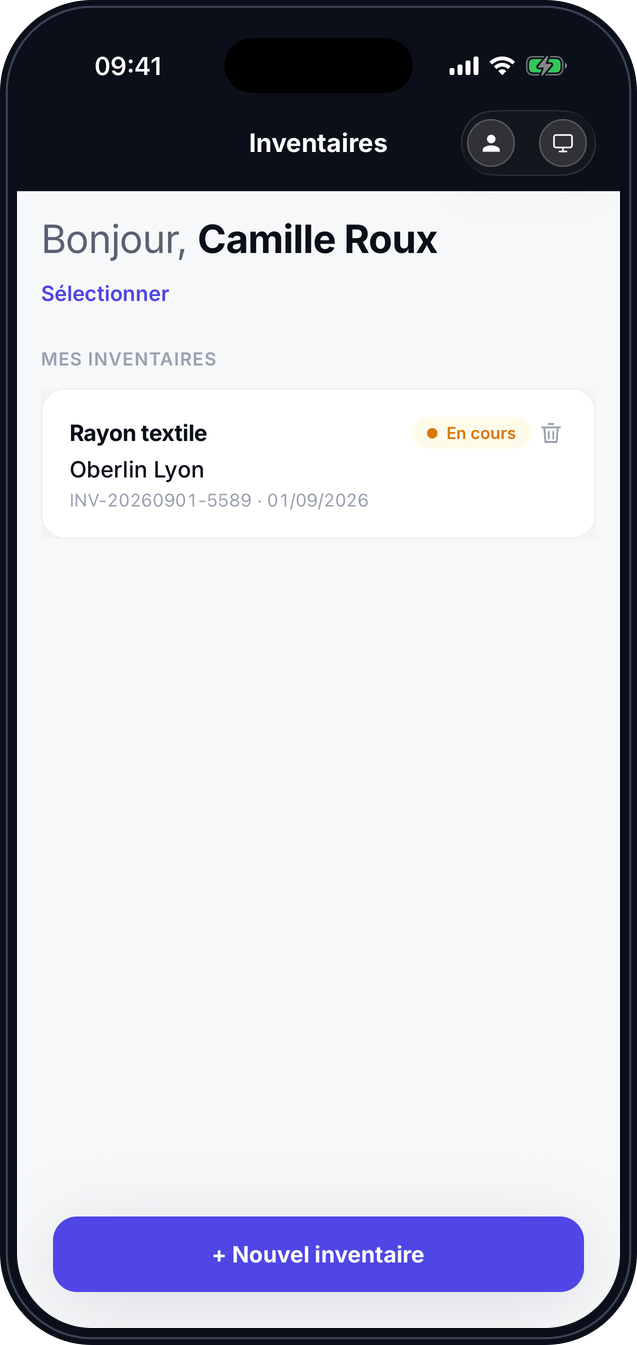 09:41
Inventaires
Bonjour, Camille Roux
Sélectionner
MES INVENTAIRES
Rayon textile
En cours
Oberlin Lyon
INV-20260901-5589 · 01/09/2026
+ Nouvel inventaire